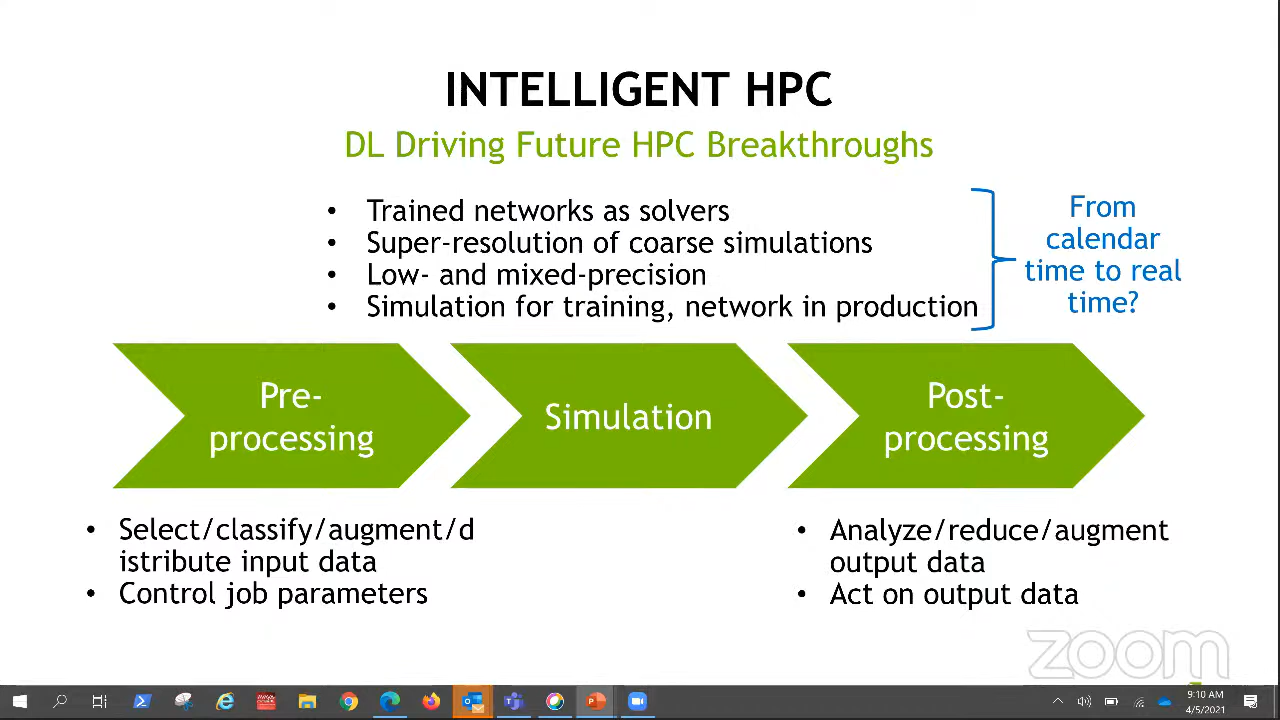 INTELLIGENT HPC
DL Driving Future HPC Breakthroughs
• Trained networks as solvers
• Super-resolution of coarse simulations
• Low- and mixed-precision
• Simulation for training, network in production
From
calendar
time to real
time?
Pre-
processing
Simulation
Post-
processing
• Select/classify/augment/d
istribute input data
• Control job parameters
• Analyze/reduce/augment
output data
• Act on output data
zoom
9:10 AM
4/5/2021